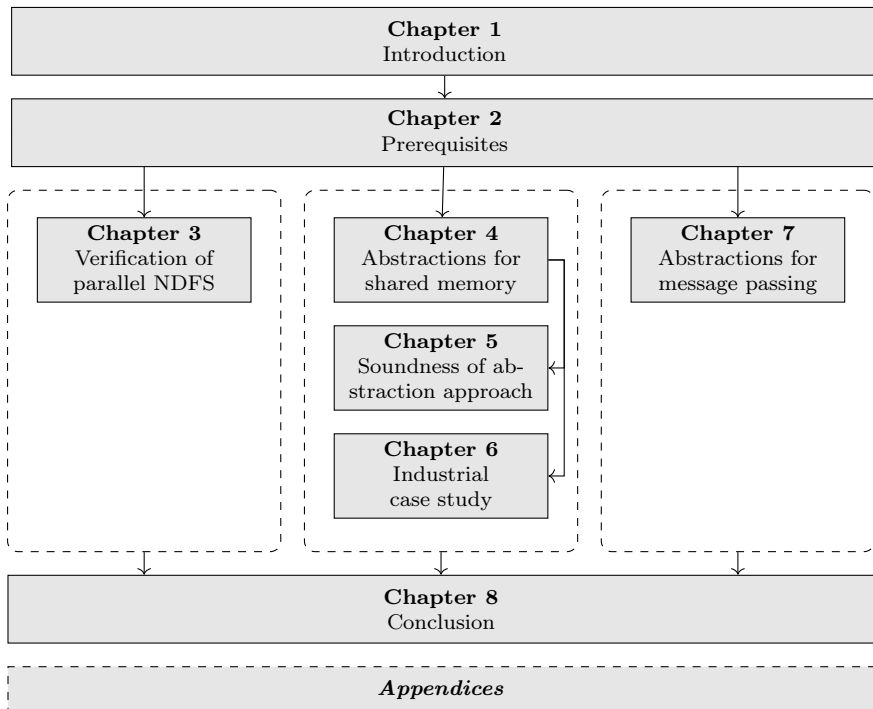 Chapter 1
Introduction
Chapter 2
Prerequisites
Chapter 3
Verification of
parallel NDFS
Chapter 4
Abstractions for
shared memory
Chapter 5
Soundness of ab-
straction approach
Chapter 6
Industrial
case study
Chapter 7
Abstractions for
message passing
Chapter 8
Conclusion
Appendices